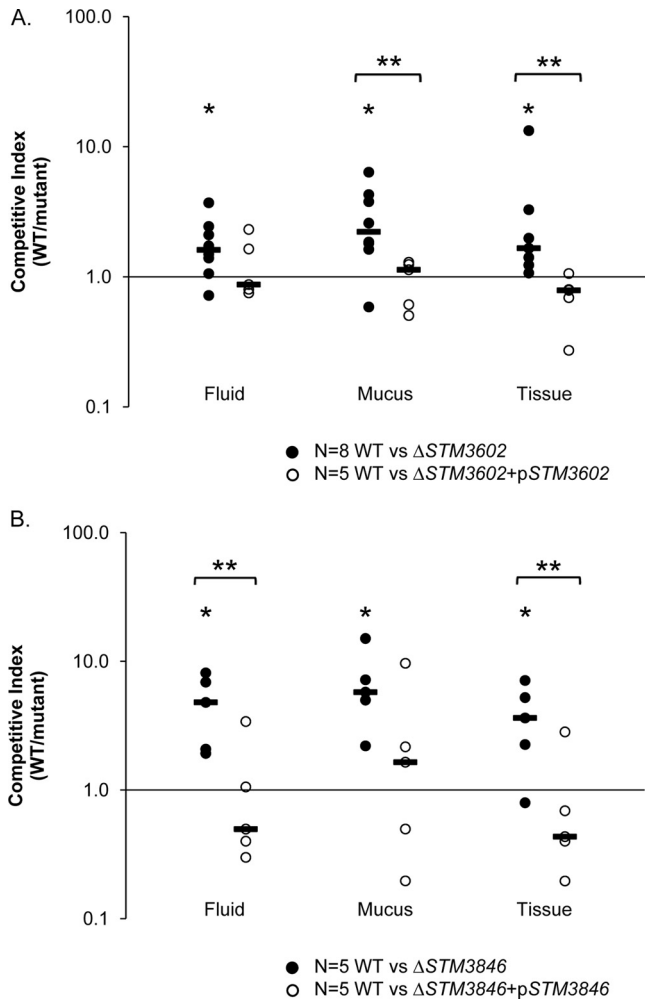 A.
100.0
**
**
*
*
*
10.0
1.0
0.1
Competitive Index
(WT/mutant)
Fluid
Mucus
Tissue
N=8 WT vs ΔSTM3602
N=5 WT vs ΔSTM3602+pSTM3602
B.
100.0
**
**
*
*
*
10.0
1.0
0.1
Competitive Index
(WT/mutant)
Fluid
Mucus
Tissue
N=5 WT vs ΔSTM3846
N=5 WT vs ΔSTM3846+pSTM3846